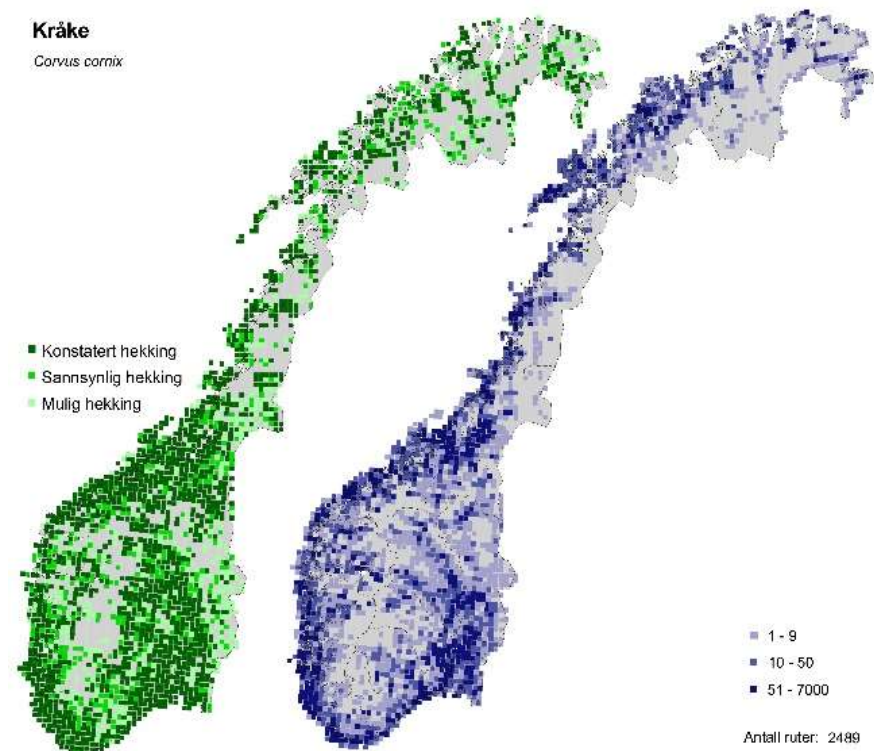 Kråke
Corvus cornix
Konstatert hekking
Sannsynlig hekking
Mulig hekking
1 - 9
10 - 50
51 - 7000
Antall ruter: 2489